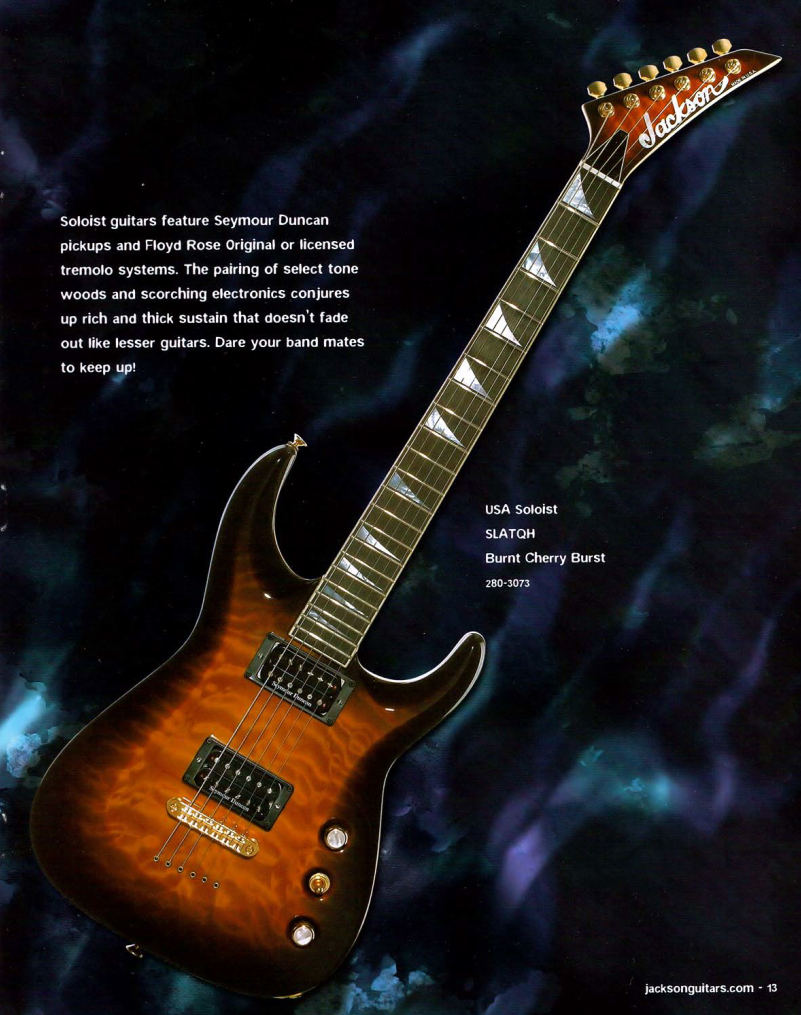 Jackson
MADE IN U.S.A.
Soloist guitars feature Seymour Duncan
pickups and Floyd Rose Original or licensed
tremolo systems. The pairing of select tone
woods and scorching electronics conjures
up rich and thick sustain that doesn't fade
out like lesser guitars. Dare your band mates
to keep up!
USA Soloist
SLATQH
Burnt Cherry Burst
280-3073
Seymour Duncan
Seymour Duncan
jacksonguitars.com - 13